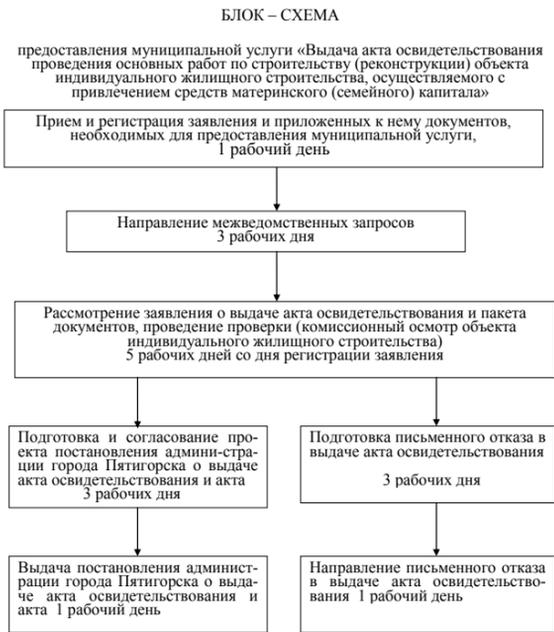 БЛОК – СХЕМА
предоставления муниципальной услуги «Выдача акта освидетельствования
проведения основных работ по строительству (реконструкции) объекта
индивидуального жилищного строительства, осуществляемого с
привлечением средств материнского (семейного) капитала»
Прием и регистрация заявления и приложенных к нему документов,
необходимых для предоставления муниципальной услуги,
1 рабочий день
Направление межведомственных запросов
3 рабочих дня
Рассмотрение заявления о выдаче акта освидетельствования и пакета
документов, проведение проверки (комиссионный осмотр объекта
индивидуального жилищного строительства)
5 рабочих дней со дня регистрации заявления
Подготовка и согласование про-
екта постановления админи-стра-
ции города Пятигорска о выдаче
акта освидетельствования и акта
3 рабочих дня
Подготовка письменного отказа в
выдаче акта освидетельствования
3 рабочих дня
Выдача постановления админист-
рации города Пятигорска о выда-
че акта освидетельствования и
акта 1 рабочий день
Направление письменного отказа
в выдаче акта освидетельство-
вания 1 рабочий день